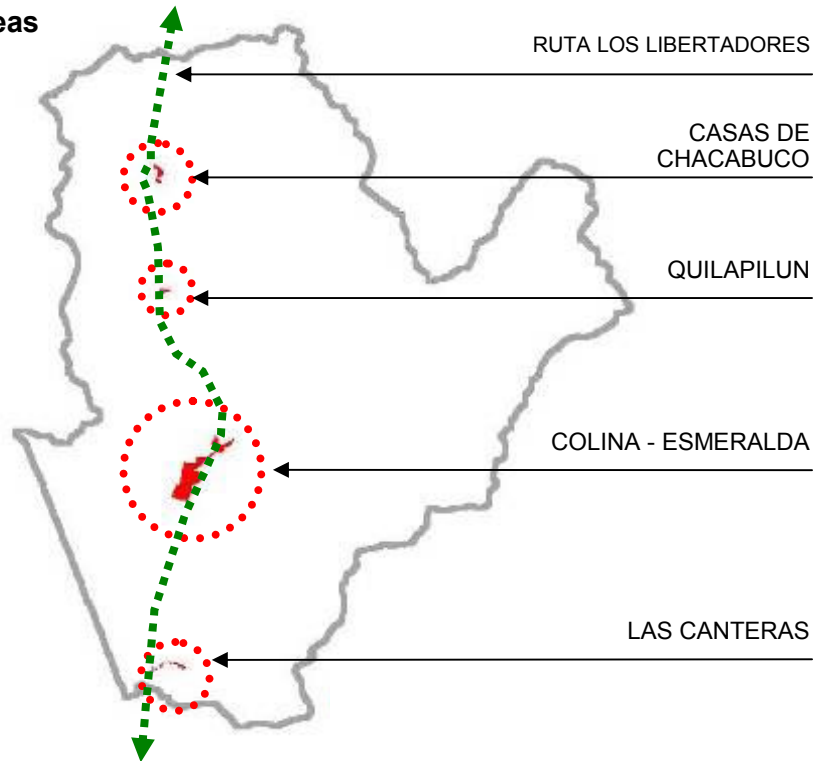 eas
RUTA LOS LIBERTADORES
CASAS DE
CHACABUCO
QUILAPILUN
COLINA - ESMERALDA
LAS CANTERAS